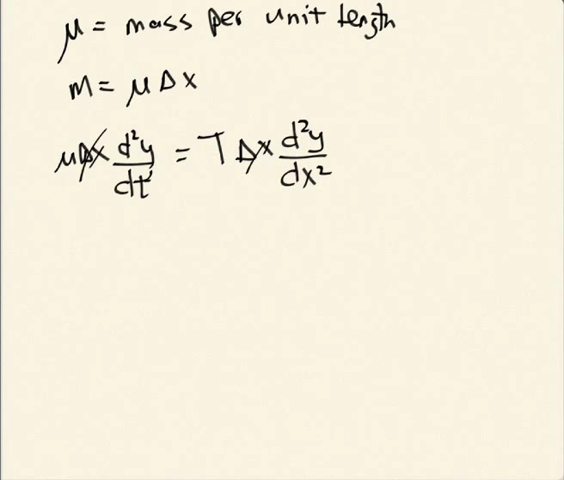 μ = mass per unit length
m = μ Δx
μΔx d²y/dt² = T Δx d²y/dx²